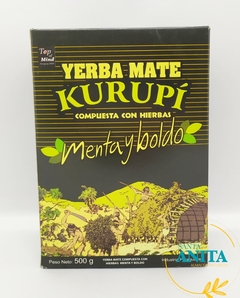 Top
of Mind
YERBA MATE
KURUPÍ
COMPUESTA CON HIERBAS
Menta y boldo
Peso Neto: 500 g
YERBA MATE COMPUESTA CON
HIERBAS: MENTA Y BOLDO
SANTA
ANITA